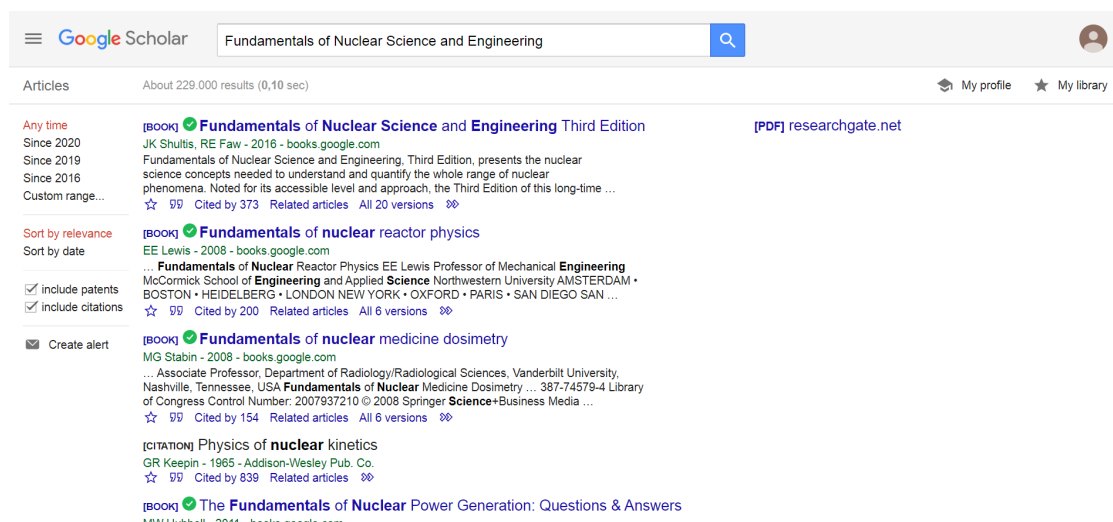 Google Scholar
Fundamentals of Nuclear Science and Engineering
Articles
About 229.000 results (0,10 sec)
My profile
My library
Any time
Since 2020
Since 2019
Since 2016
Custom range...
Sort by relevance
Sort by date
include patents
include citations
Create alert
[BOOK] Fundamentals of Nuclear Science and Engineering Third Edition
[PDF] researchgate.net
JK Shultis, RE Faw - 2016 - books.google.com
Fundamentals of Nuclear Science and Engineering, Third Edition, presents the nuclear
science concepts needed to understand and quantify the whole range of nuclear
phenomena. Noted for its accessible level and approach, the Third Edition of this long-time ...
Cited by 373 Related articles All 20 versions
[BOOK] Fundamentals of nuclear reactor physics
EE Lewis - 2008 - books.google.com
... Fundamentals of Nuclear Reactor Physics EE Lewis Professor of Mechanical Engineering
McCormick School of Engineering and Applied Science Northwestern University AMSTERDAM •
BOSTON • HEIDELBERG • LONDON NEW YORK • OXFORD • PARIS • SAN DIEGO SAN ...
Cited by 200 Related articles All 6 versions
[BOOK] Fundamentals of nuclear medicine dosimetry
MG Stabin - 2008 - books.google.com
... Associate Professor, Department of Radiology/Radiological Sciences, Vanderbilt University,
Nashville, Tennessee, USA Fundamentals of Nuclear Medicine Dosimetry ... 387-74579-4 Library
of Congress Control Number: 2007937210 © 2008 Springer Science+Business Media ...
Cited by 154 Related articles All 6 versions
[CITATION] Physics of nuclear kinetics
GR Keepin - 1965 - Addison-Wesley Pub. Co.
Cited by 839 Related articles
[BOOK] The Fundamentals of Nuclear Power Generation: Questions & Answers